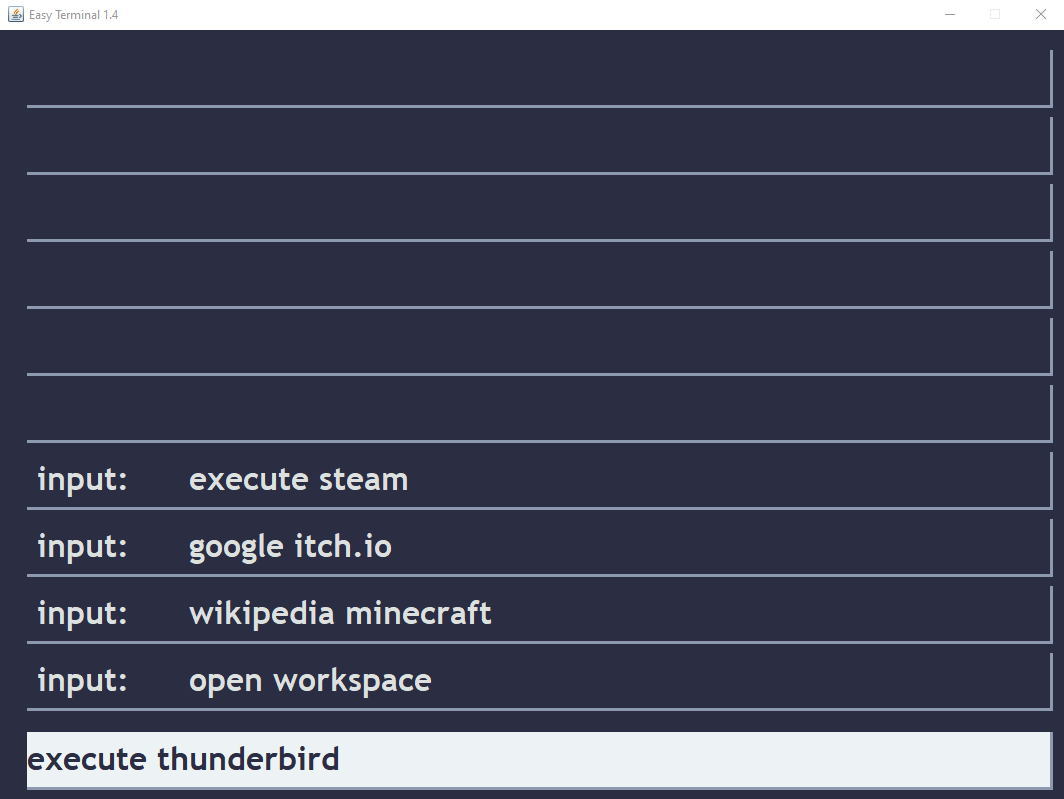 Easy Terminal 1.4
input: execute steam
input: google itch.io
input: wikipedia minecraft
input: open workspace
execute thunderbird